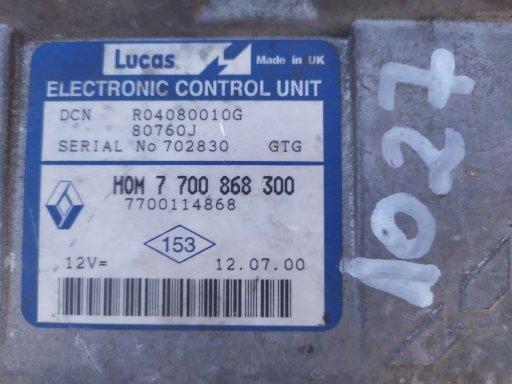 Lucas Made in UK
ELECTRONIC CONTROL UNIT
DCN R04080010G
80760J
SERIAL No 702830 GTG
HOM 7 700 868 300
7700114868
153
12V= 12.07.00
1027